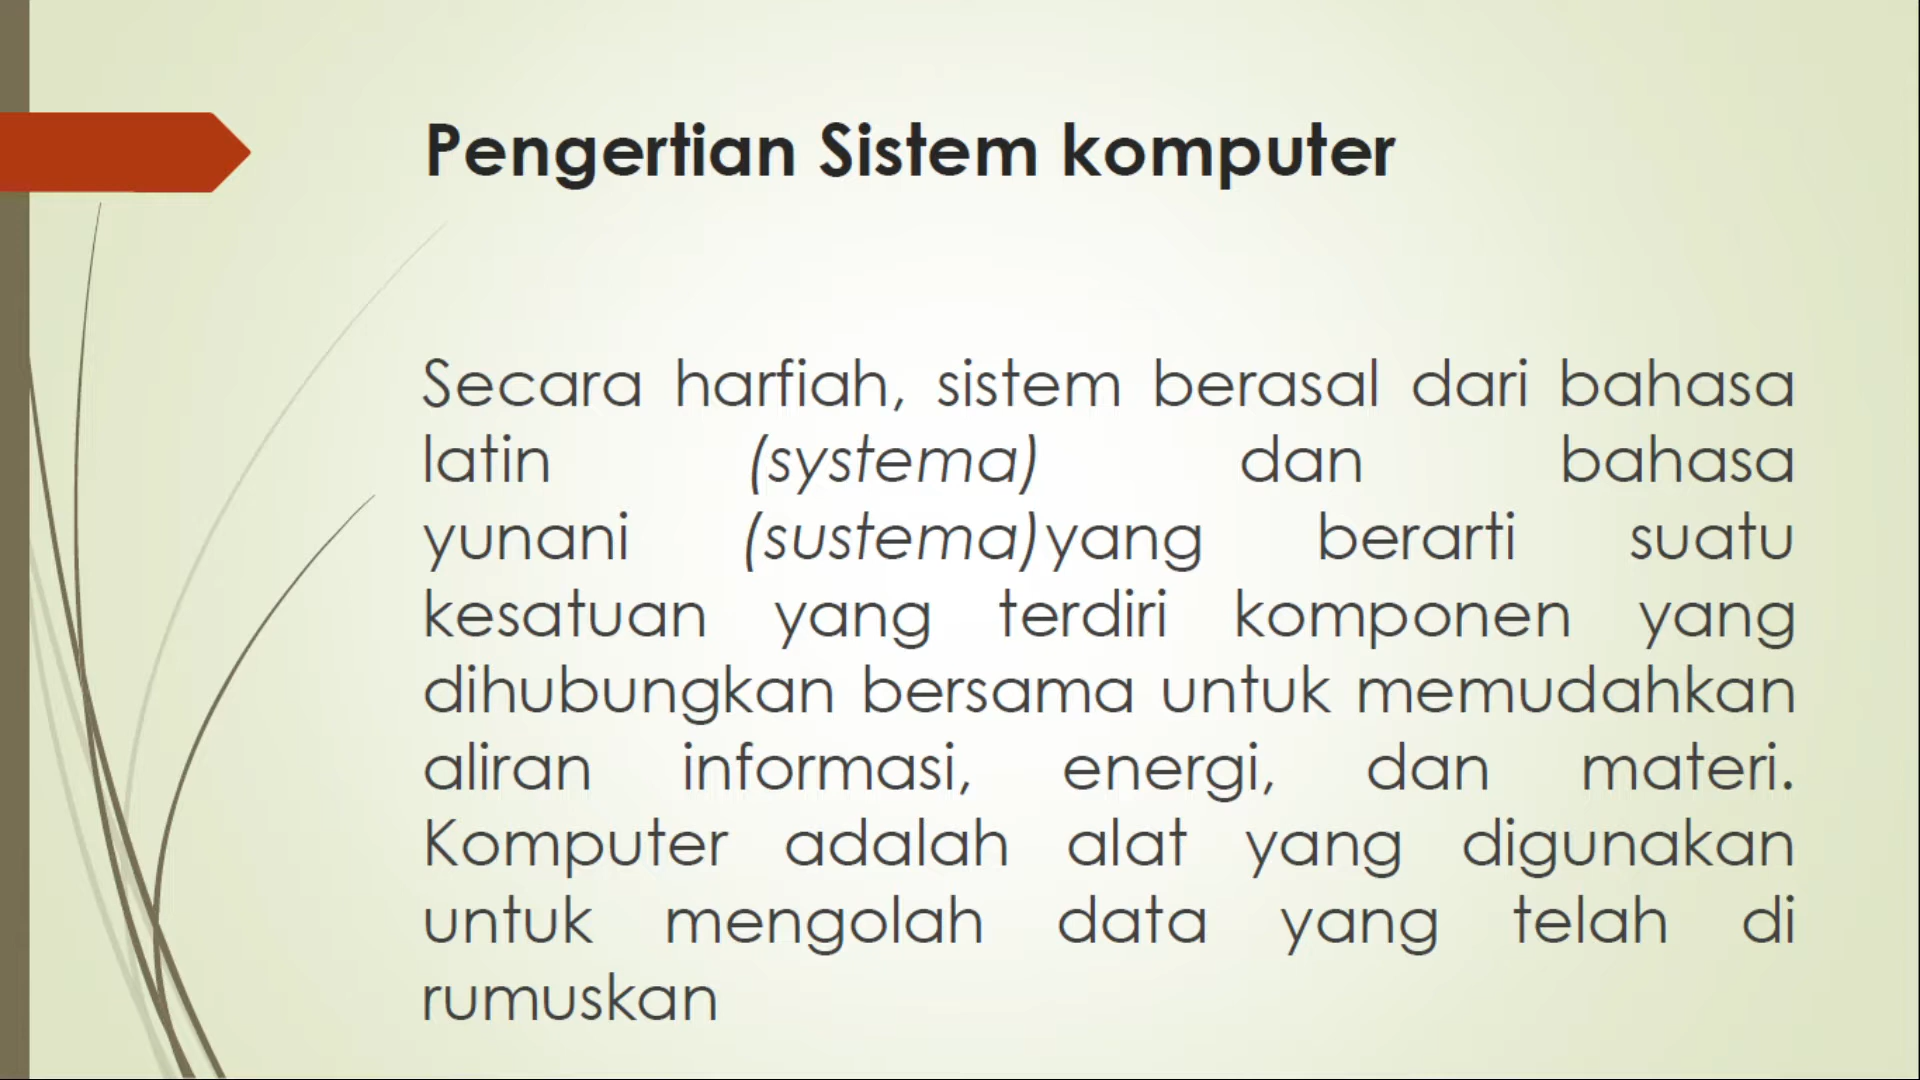 Pengertian Sistem komputer
Secara harfiah, sistem berasal dari bahasa
latin (systema) dan bahasa
yunani (sustema)yang berarti suatu
kesatuan yang terdiri komponen yang
dihubungkan bersama untuk memudahkan
aliran informasi, energi, dan materi.
Komputer adalah alat yang digunakan
untuk mengolah data yang telah di
rumuskan